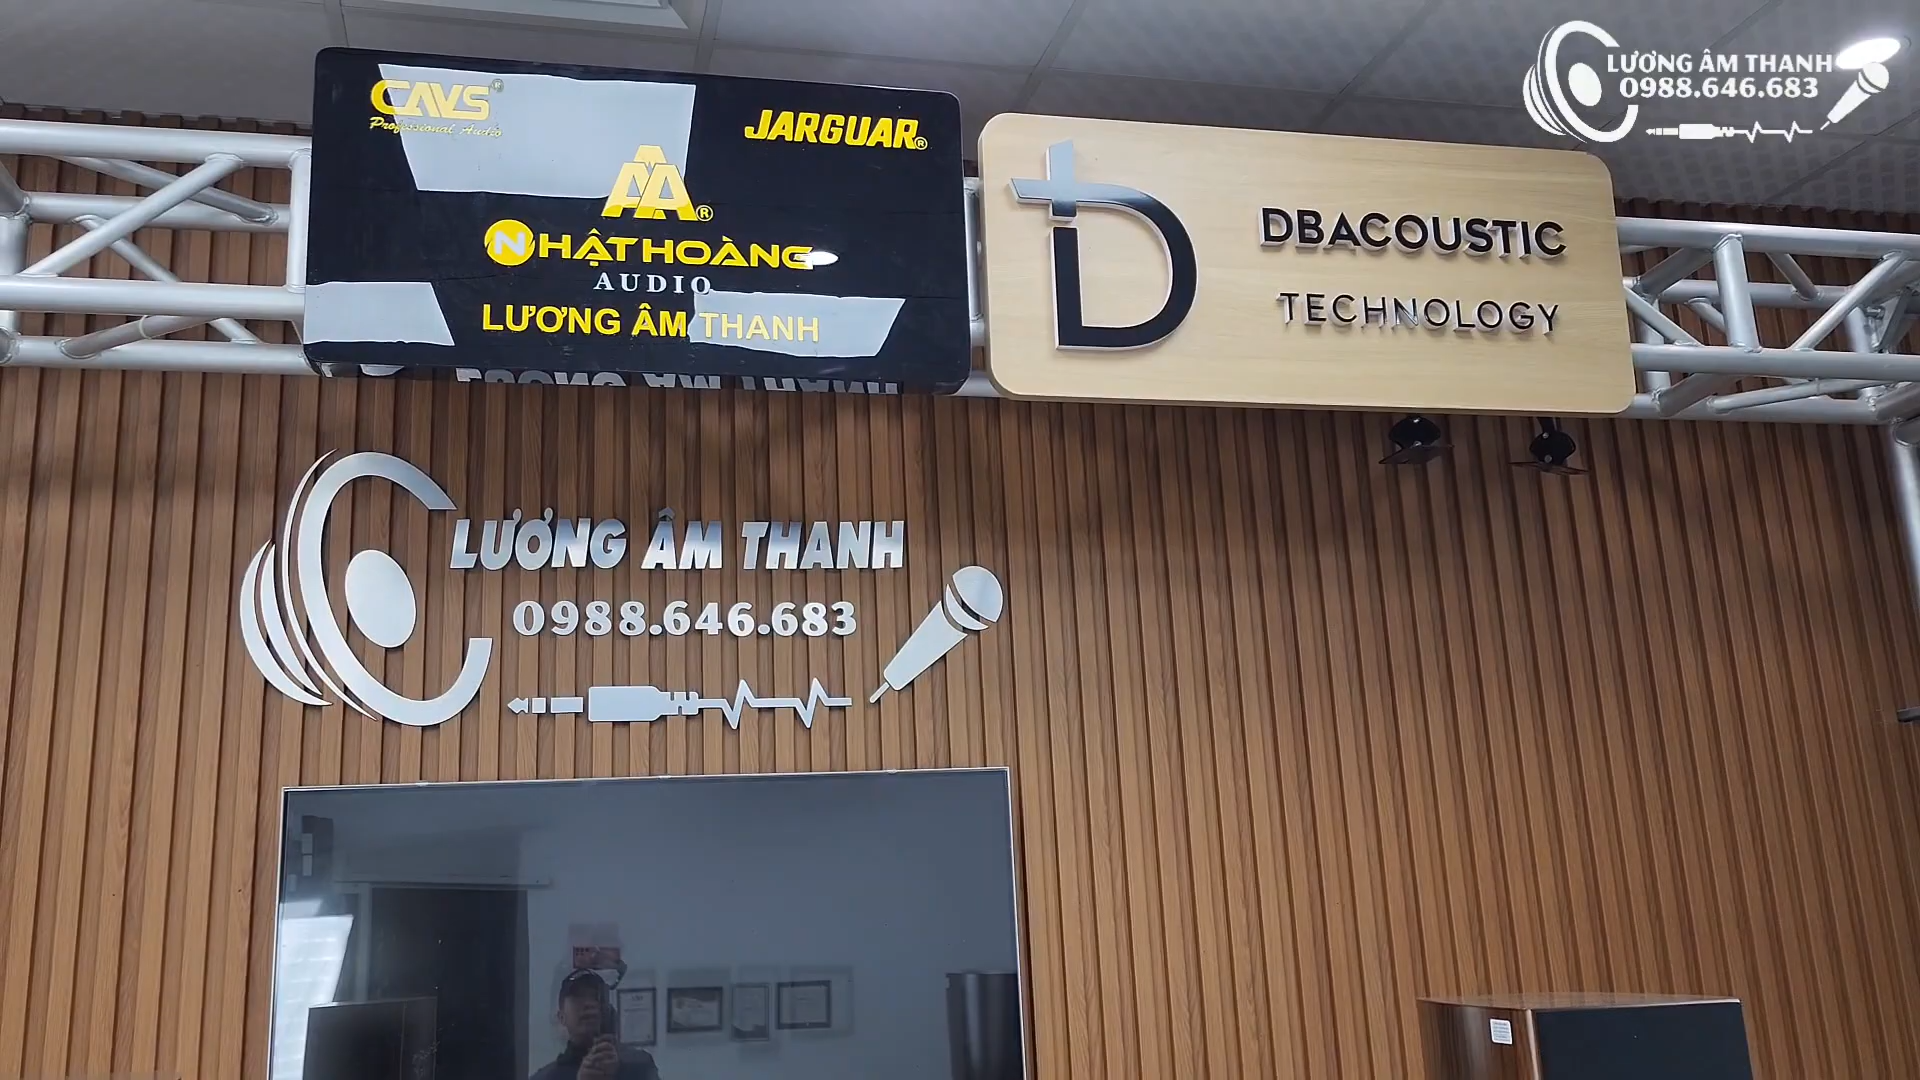 LƯƠNG ÂM THANH
0988.646.683
CAVS®
Professional Audio
JARGUAR®
AAA®
NHẬT HOÀNG
AUDIO
LƯƠNG ÂM THANH
D
DBACOUSTIC
TECHNOLOGY
LƯƠNG ÂM THANH
0988.646.683